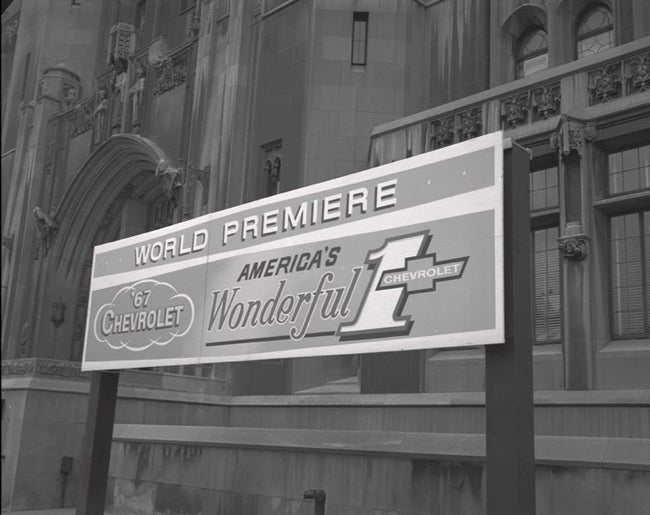 WORLD PREMIERE
'67
CHEVROLET
AMERICA'S
Wonderful 1
CHEVROLET